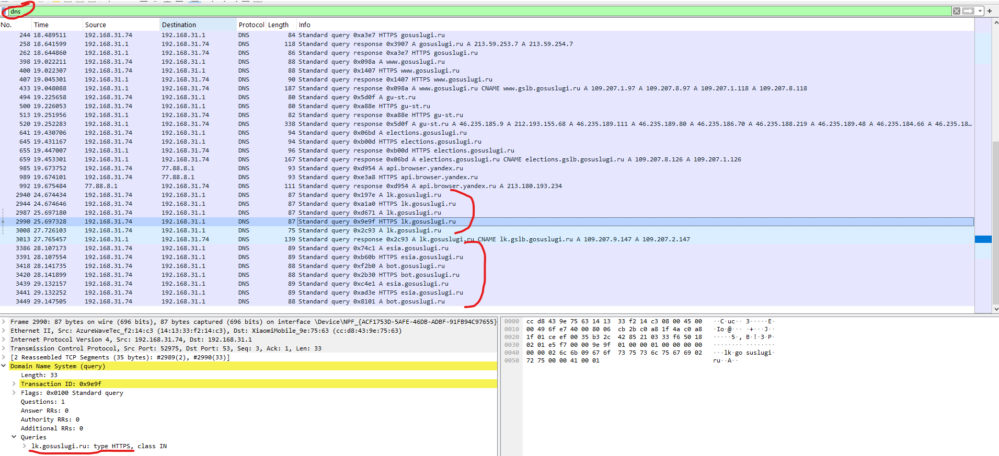 dns
No. Time Source Destination Protocol Length Info
244 18.489511 192.168.31.74 192.168.31.1 DNS 84 Standard query 0xa3e7 HTTPS gosuslugi.ru
258 18.641599 192.168.31.1 192.168.31.74 DNS 118 Standard query response 0x3907 A gosuslugi.ru A 213.59.253.7 A 213.59.254.7
262 18.644860 192.168.31.1 192.168.31.74 DNS 86 Standard query response 0xa3e7 HTTPS gosuslugi.ru
398 19.022211 192.168.31.74 192.168.31.1 DNS 88 Standard query 0x098a A www.gosuslugi.ru
400 19.022307 192.168.31.74 192.168.31.1 DNS 88 Standard query 0x1407 HTTPS www.gosuslugi.ru
407 19.045301 192.168.31.1 192.168.31.74 DNS 90 Standard query response 0x1407 HTTPS www.gosuslugi.ru
433 19.048088 192.168.31.1 192.168.31.74 DNS 187 Standard query response 0x098a A www.gosuslugi.ru CNAME www.gslb.gosuslugi.ru A 109.207.1.97 A 109.207.8.97 A 109.207.1.118 A 109.207.8.118
494 19.225658 192.168.31.74 192.168.31.1 DNS 80 Standard query 0x5d0f A gu-st.ru
500 19.226053 192.168.31.74 192.168.31.1 DNS 80 Standard query 0xa88e HTTPS gu-st.ru
513 19.251956 192.168.31.1 192.168.31.74 DNS 82 Standard query response 0xa88e HTTPS gu-st.ru
520 19.252283 192.168.31.1 192.168.31.74 DNS 338 Standard query response 0x5d0f A gu-st.ru A 46.235.185.9 A 212.193.155.68 A 46.235.189.111 A 46.235.189.80 A 46.235.186.70 A 46.235.188.219 A 46.235.189.48 A 46.235.184.66 A 46.235.18…
641 19.430706 192.168.31.74 192.168.31.1 DNS 94 Standard query 0x06bd A elections.gosuslugi.ru
645 19.431167 192.168.31.74 192.168.31.1 DNS 94 Standard query 0xb00d HTTPS elections.gosuslugi.ru
655 19.447007 192.168.31.1 192.168.31.74 DNS 96 Standard query response 0xb00d HTTPS elections.gosuslugi.ru
659 19.453301 192.168.31.1 192.168.31.74 DNS 167 Standard query response 0x06bd A elections.gosuslugi.ru CNAME elections.gslb.gosuslugi.ru A 109.207.8.126 A 109.207.1.126
985 19.673752 192.168.31.74 77.88.8.1 DNS 93 Standard query 0xd954 A api.browser.yandex.ru
989 19.674101 192.168.31.74 77.88.8.1 DNS 93 Standard query 0xe3a8 HTTPS api.browser.yandex.ru
992 19.675484 77.88.8.1 192.168.31.74 DNS 111 Standard query response 0xd954 A api.browser.yandex.ru A 213.180.193.234
2940 24.674434 192.168.31.74 192.168.31.1 DNS 87 Standard query 0x197e A lk.gosuslugi.ru
2944 24.674646 192.168.31.74 192.168.31.1 DNS 87 Standard query 0xa1a0 HTTPS lk.gosuslugi.ru
2987 25.697180 192.168.31.74 192.168.31.1 DNS 87 Standard query 0xd671 A lk.gosuslugi.ru
2990 25.697328 192.168.31.74 192.168.31.1 DNS 87 Standard query 0x9e9f HTTPS lk.gosuslugi.ru
3008 27.726103 192.168.31.74 192.168.31.1 DNS 75 Standard query 0x2c93 A lk.gosuslugi.ru
3013 27.765457 192.168.31.1 192.168.31.74 DNS 139 Standard query response 0x2c93 A lk.gosuslugi.ru CNAME lk.gslb.gosuslugi.ru A 109.207.9.147 A 109.207.2.147
3386 28.107173 192.168.31.74 192.168.31.1 DNS 89 Standard query 0x74c1 A esia.gosuslugi.ru
3391 28.107554 192.168.31.74 192.168.31.1 DNS 89 Standard query 0xb60b HTTPS esia.gosuslugi.ru
3418 28.141735 192.168.31.74 192.168.31.1 DNS 88 Standard query 0xf2b0 A bot.gosuslugi.ru
3420 28.141899 192.168.31.74 192.168.31.1 DNS 88 Standard query 0x2b30 HTTPS bot.gosuslugi.ru
3439 29.132157 192.168.31.74 192.168.31.1 DNS 89 Standard query 0xc4e1 A esia.gosuslugi.ru
3441 29.132252 192.168.31.74 192.168.31.1 DNS 89 Standard query 0xad3e HTTPS esia.gosuslugi.ru
3449 29.147505 192.168.31.74 192.168.31.1 DNS 88 Standard query 0x8101 A bot.gosuslugi.ru
Frame 2990: 87 bytes on wire (696 bits), 87 bytes captured (696 bits) on interface \Device\NPF_{ACF1753D-5AFE-46DB-ADBF-91FB94C97655}
Ethernet II, Src: AzureWaveTec_f2:14:c3 (14:13:33:f2:14:c3), Dst: XiaomiMobile_9e:75:63 (cc:d8:43:9e:75:63)
Internet Protocol Version 4, Src: 192.168.31.74, Dst: 192.168.31.1
Transmission Control Protocol, Src Port: 52975, Dst Port: 53, Seq: 3, Ack: 1, Len: 33
[2 Reassembled TCP Segments (35 bytes): #2989(2), #2990(33)]
Domain Name System (query)
Length: 33
Transaction ID: 0x9e9f
Flags: 0x0100 Standard query
Questions: 1
Answer RRs: 0
Authority RRs: 0
Additional RRs: 0
Queries
lk.gosuslugi.ru: type HTTPS, class IN
0000 cc d8 43 9e 75 63 14 13 33 f2 14 c3 08 00 45 00 ··C·uc·· 3·····E·
0010 00 49 6f e7 40 00 80 06 cb 2b c0 a8 1f 4a c0 a8 ·Io·@··· ·+···J··
0020 1f 01 ce ef 00 35 b3 2c 42 85 21 03 33 f6 50 18 ·····5·, B·!·3·P·
0030 02 01 e5 f7 00 00 9e 9f 01 00 00 01 00 00 00 00 ········ ········
0040 00 00 02 6c 6b 09 67 6f 73 75 73 6c 75 67 69 02 ···lk·go suslugi·
0050 72 75 00 00 41 00 01 ru··A··